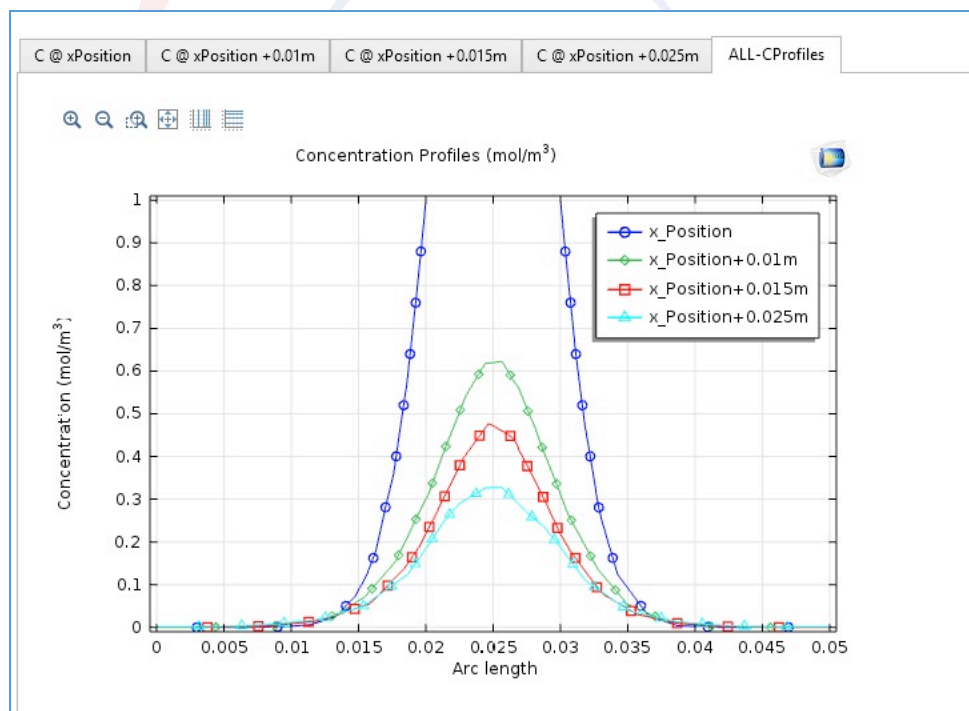 C @ xPosition C @ xPosition +0.01m C @ xPosition +0.015m C @ xPosition +0.025m ALL-CProfiles
Concentration Profiles (mol/m³)
Concentration (mol/m³)
1
0.9
0.8
0.7
0.6
0.5
0.4
0.3
0.2
0.1
0
x_Position
x_Position+0.01m
x_Position+0.015m
x_Position+0.025m
0 0.005 0.01 0.015 0.02 0.025 0.03 0.035 0.04 0.045 0.05
Arc length